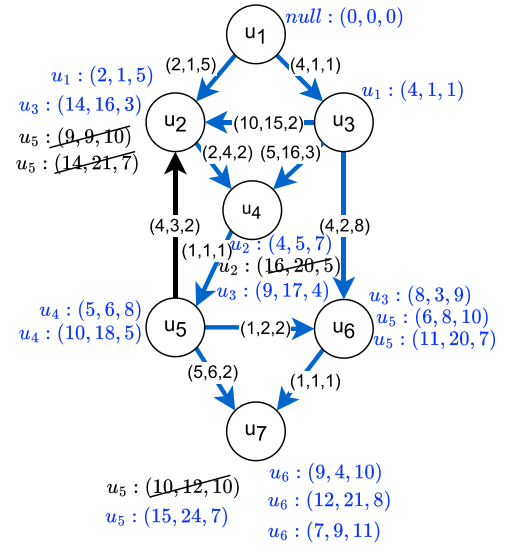 null : (0, 0, 0)
u₁
(2,1,5)
(4,1,1)
u₁ : (2, 1, 5)
u₃ : (14, 16, 3)
u₅ : (9, 9, 10)
u₅ : (14, 21, 7)
u₂
(10,15,2)
u₃
u₁ : (4, 1, 1)
(2,4,2)
(5,16,3)
u₄
(4,3,2)
(1,1,1)
(4,2,8)
u₂ : (4, 5, 7)
u₂ : (16, 20, 5)
u₃ : (9, 17, 4)
u₄ : (5, 6, 8)
u₄ : (10, 18, 5)
u₅
(1,2,2)
u₆
u₃ : (8, 3, 9)
u₅ : (6, 8, 10)
u₅ : (11, 20, 7)
(5,6,2)
(1,1,1)
u₇
u₅ : (10, 12, 10)
u₅ : (15, 24, 7)
u₆ : (9, 4, 10)
u₆ : (12, 21, 8)
u₆ : (7, 9, 11)